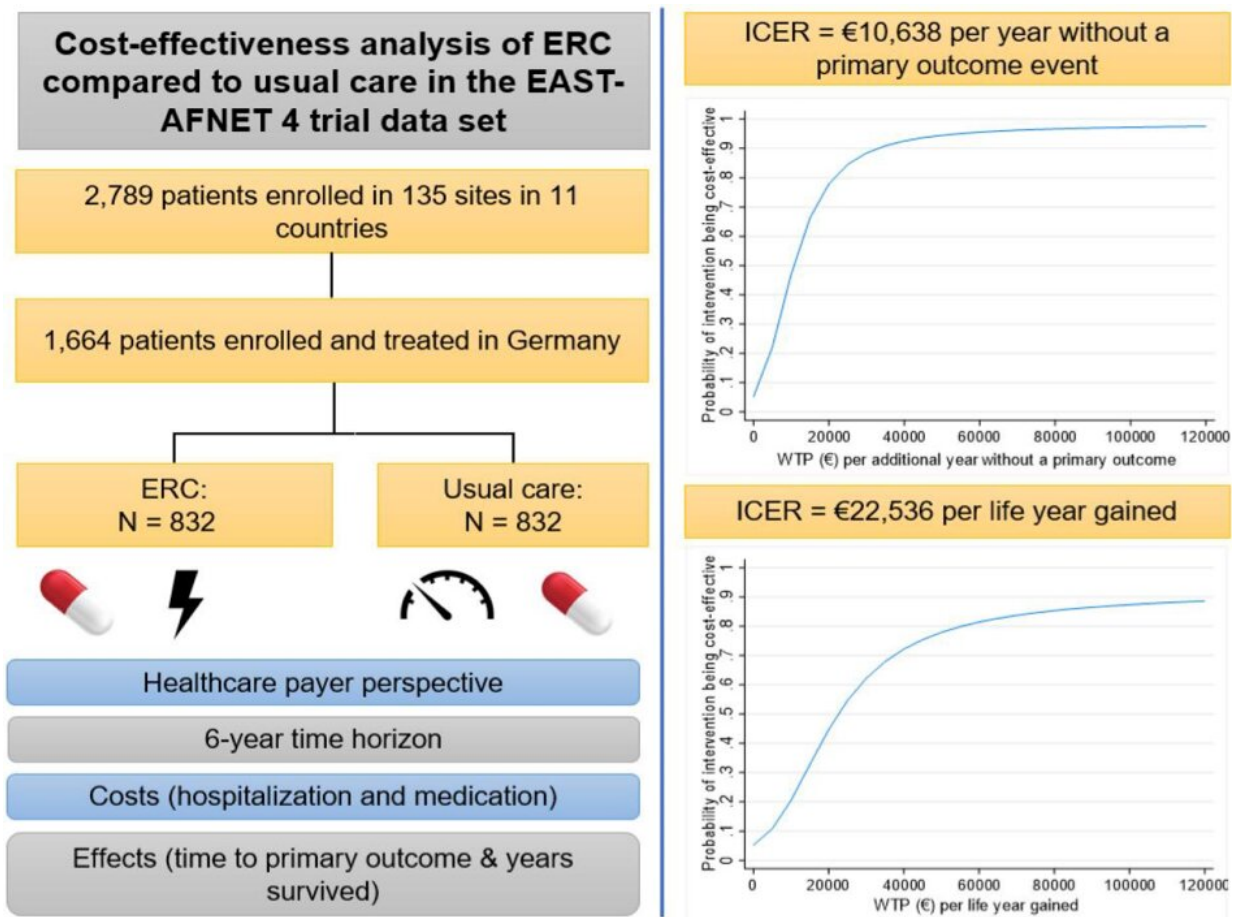 Cost-effectiveness analysis of ERC
compared to usual care in the EAST-
AFNET 4 trial data set
2,789 patients enrolled in 135 sites in 11
countries
1,664 patients enrolled and treated in Germany
ERC:
N = 832
Usual care:
N = 832
Healthcare payer perspective
6-year time horizon
Costs (hospitalization and medication)
Effects (time to primary outcome & years
survived)
ICER = €10,638 per year without a
primary outcome event
Probability of intervention being cost-effective
0 .1 .2 .3 .4 .5 .6 .7 .8 .9 1
0 20000 40000 60000 80000 100000 120000
WTP (€) per additional year without a primary outcome
ICER = €22,536 per life year gained
Probability of intervention being cost-effective
0 .1 .2 .3 .4 .5 .6 .7 .8 .9 1
0 20000 40000 60000 80000 100000 120000
WTP (€) per life year gained